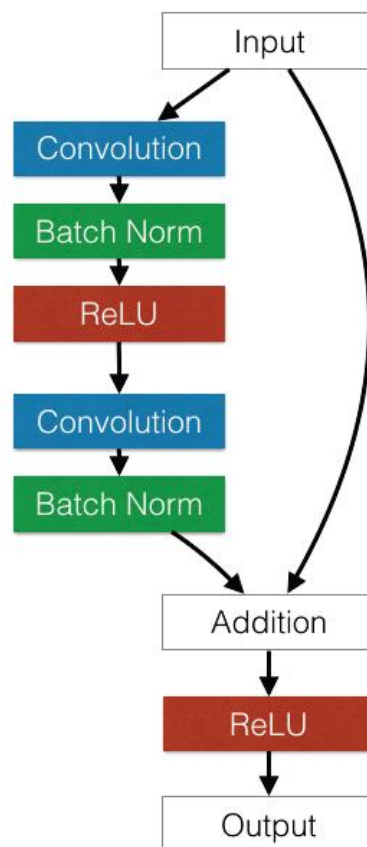 Input
Convolution
Batch Norm
ReLU
Convolution
Batch Norm
Addition
ReLU
Output